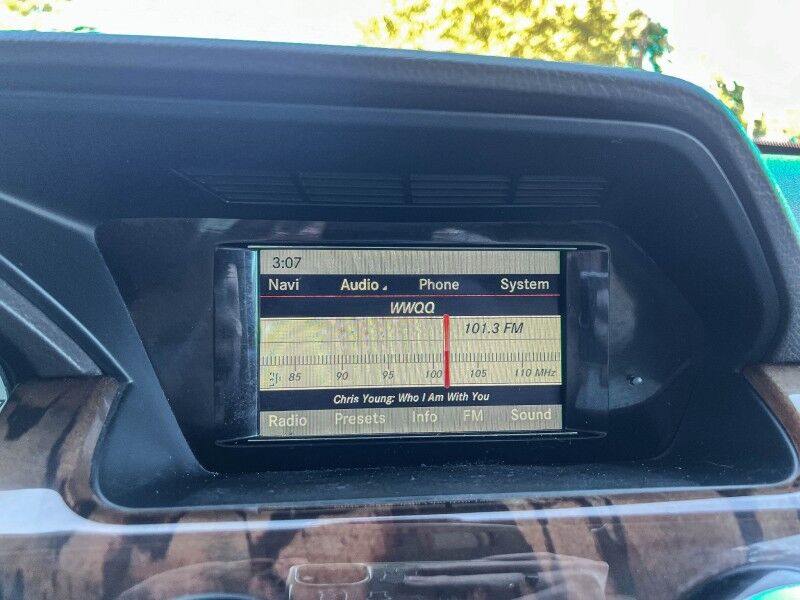 3:07
Navi Audio Phone System
WWQQ
101.3 FM
85 90 95 100 105 110 MHz
Chris Young: Who I Am With You
Radio Presets Info FM Sound